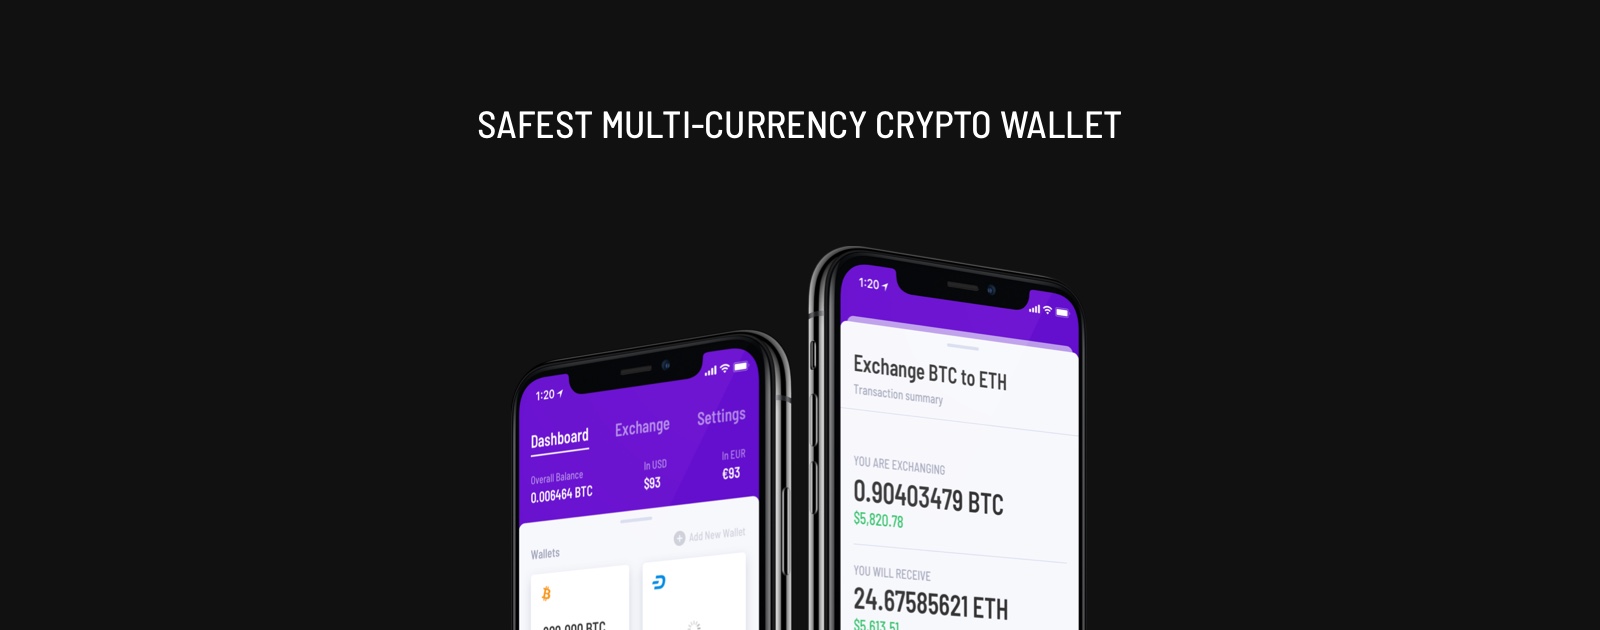 SAFEST MULTI-CURRENCY CRYPTO WALLET
1:20
Dashboard
Exchange
Settings
Overall Balance
In USD
In EUR
0.006464 BTC
$93
€93
Wallets
Add New Wallet
BTC
1:20
Exchange BTC to ETH
Transaction summary
YOU ARE EXCHANGING
0.90403479 BTC
$5,820.78
YOU WILL RECEIVE
24.67585621 ETH
$5,613.51